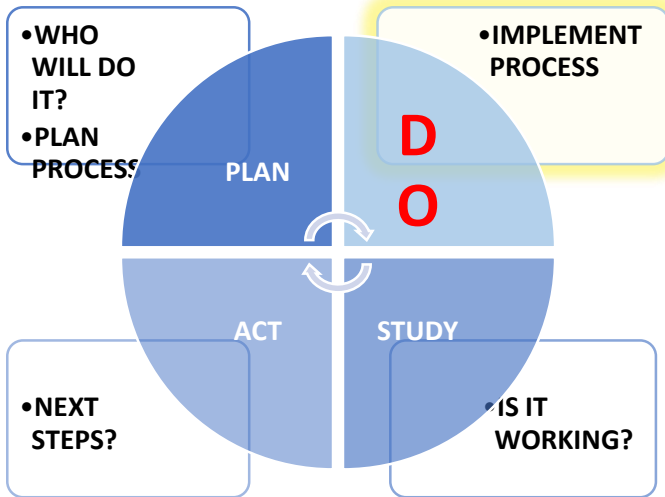 •WHO
WILL DO
IT?
•PLAN
PROCESS
PLAN
•IMPLEMENT
PROCESS
D
O
ACT
STUDY
•NEXT
STEPS?
•IS IT
WORKING?